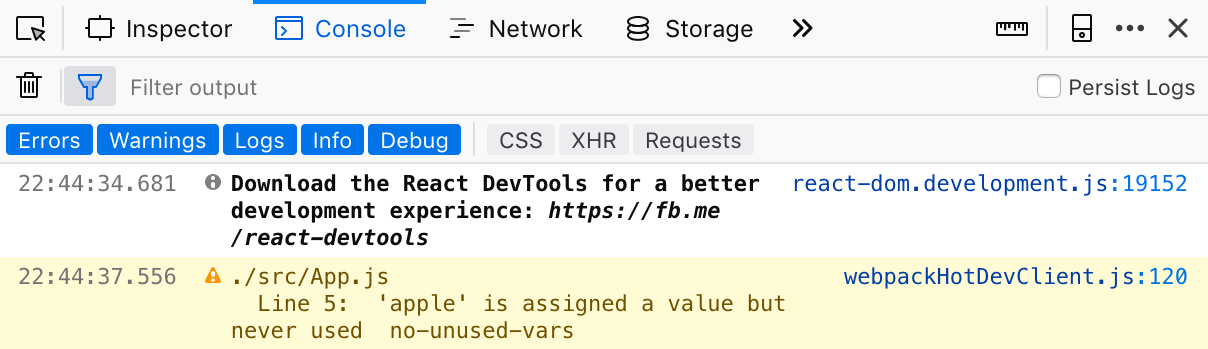 Inspector Console Network Storage
Filter output Persist Logs
Errors Warnings Logs Info Debug CSS XHR Requests
22:44:34.681 Download the React DevTools for a better react-dom.development.js:19152
development experience: https://fb.me
/react-devtools
22:44:37.556 ./src/App.js webpackHotDevClient.js:120
Line 5:  'apple' is assigned a value but
never used  no-unused-vars